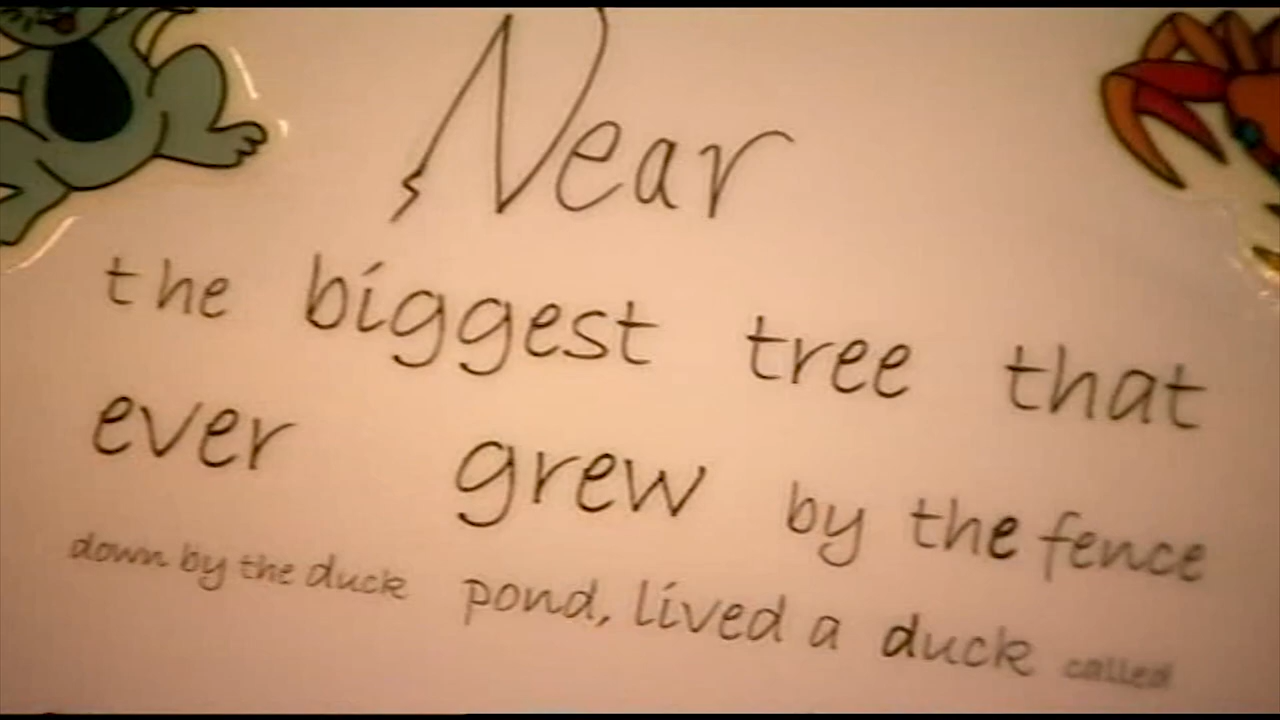 Near
the biggest tree that
ever grew by the fence
down by the duck pond, lived a duck called